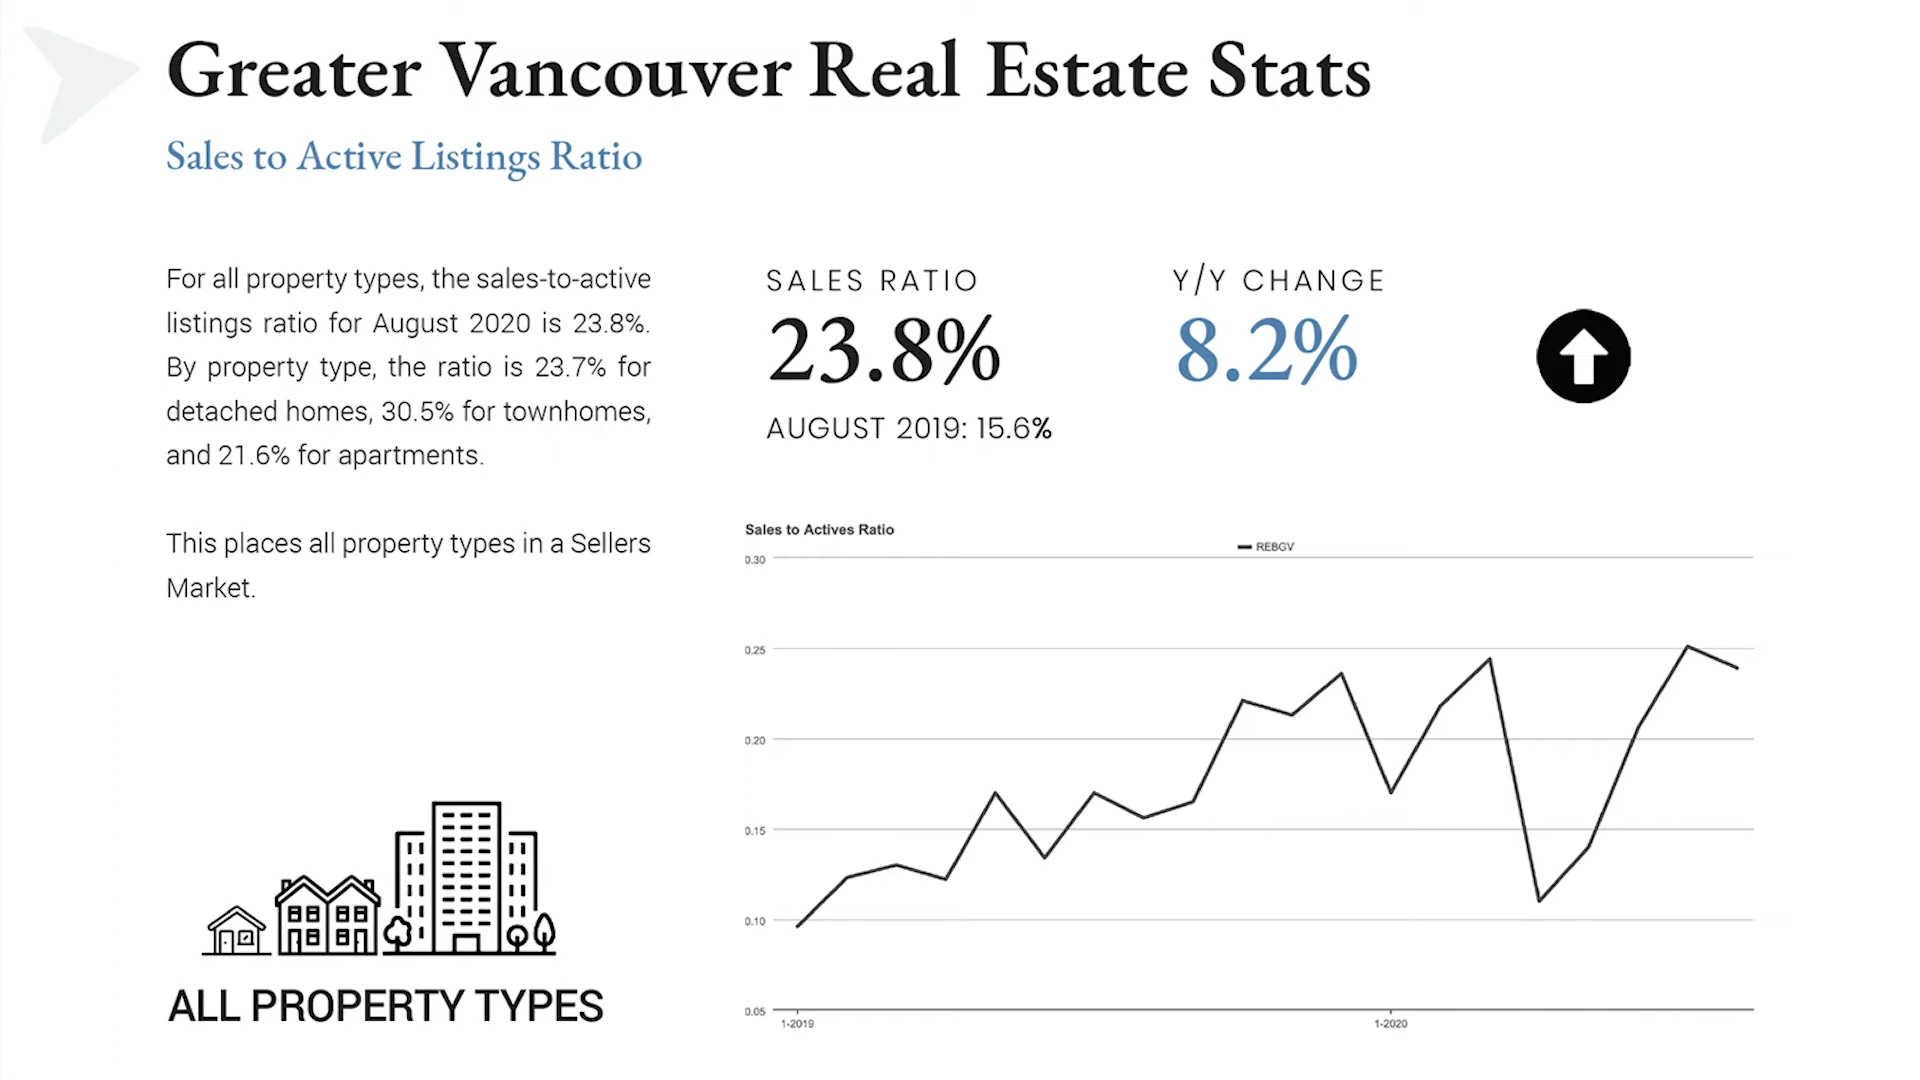 Greater Vancouver Real Estate Stats
Sales to Active Listings Ratio
For all property types, the sales-to-active
listings ratio for August 2020 is 23.8%.
By property type, the ratio is 23.7% for
detached homes, 30.5% for townhomes,
and 21.6% for apartments.
This places all property types in a Sellers
Market.
ALL PROPERTY TYPES
SALES RATIO
23.8%
AUGUST 2019: 15.6%
Y/Y CHANGE
8.2%
Sales to Actives Ratio
REBGV
0.30
0.25
0.20
0.15
0.10
0.05
1-2019
1-2020